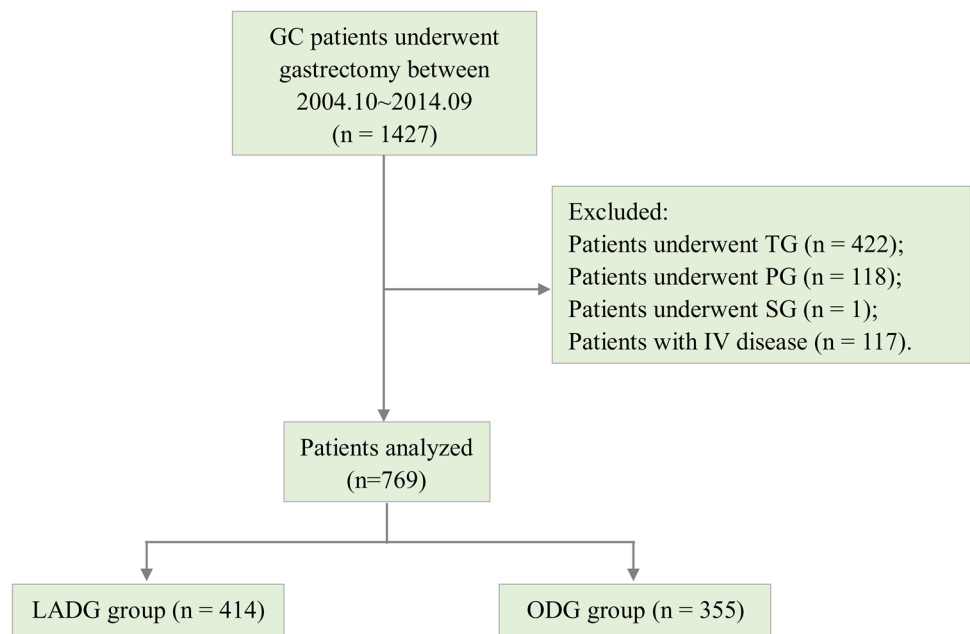 GC patients underwent
gastrectomy between
2004.10~2014.09
(n = 1427)
Excluded:
Patients underwent TG (n = 422);
Patients underwent PG (n = 118);
Patients underwent SG (n = 1);
Patients with IV disease (n = 117).
Patients analyzed
(n=769)
LADG group (n = 414)
ODG group (n = 355)